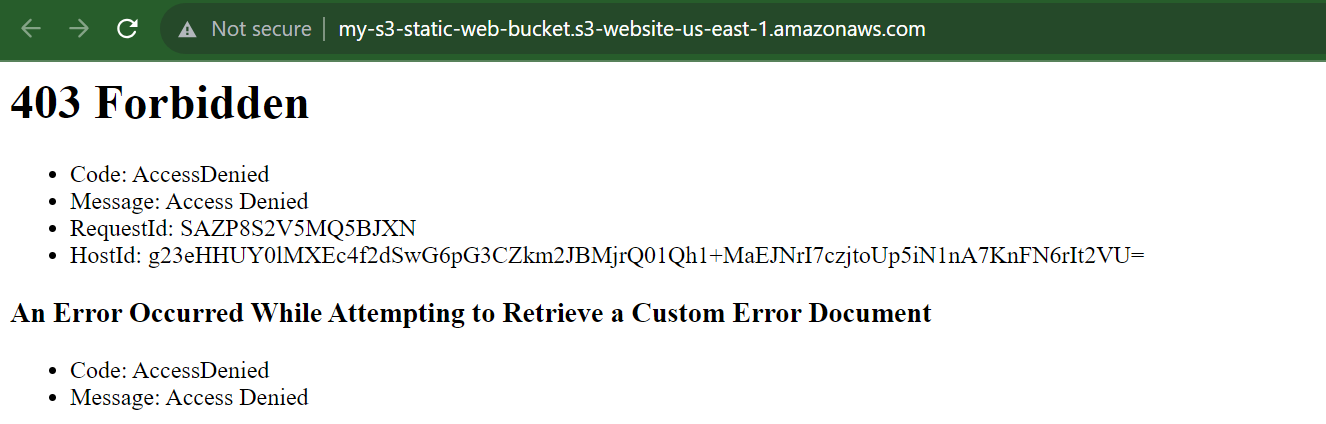 Not secure my-s3-static-web-bucket.s3-website-us-east-1.amazonaws.com
403 Forbidden
Code: AccessDenied
Message: Access Denied
RequestId: SAZP8S2V5MQ5BJXN
HostId: g23eHHUY0lMXEc4f2dSwG6pG3CZkm2JBMjrQ01Qh1+MaEJNrI7czjtoUp5iN1nA7KnFN6rIt2VU=
An Error Occurred While Attempting to Retrieve a Custom Error Document
Code: AccessDenied
Message: Access Denied